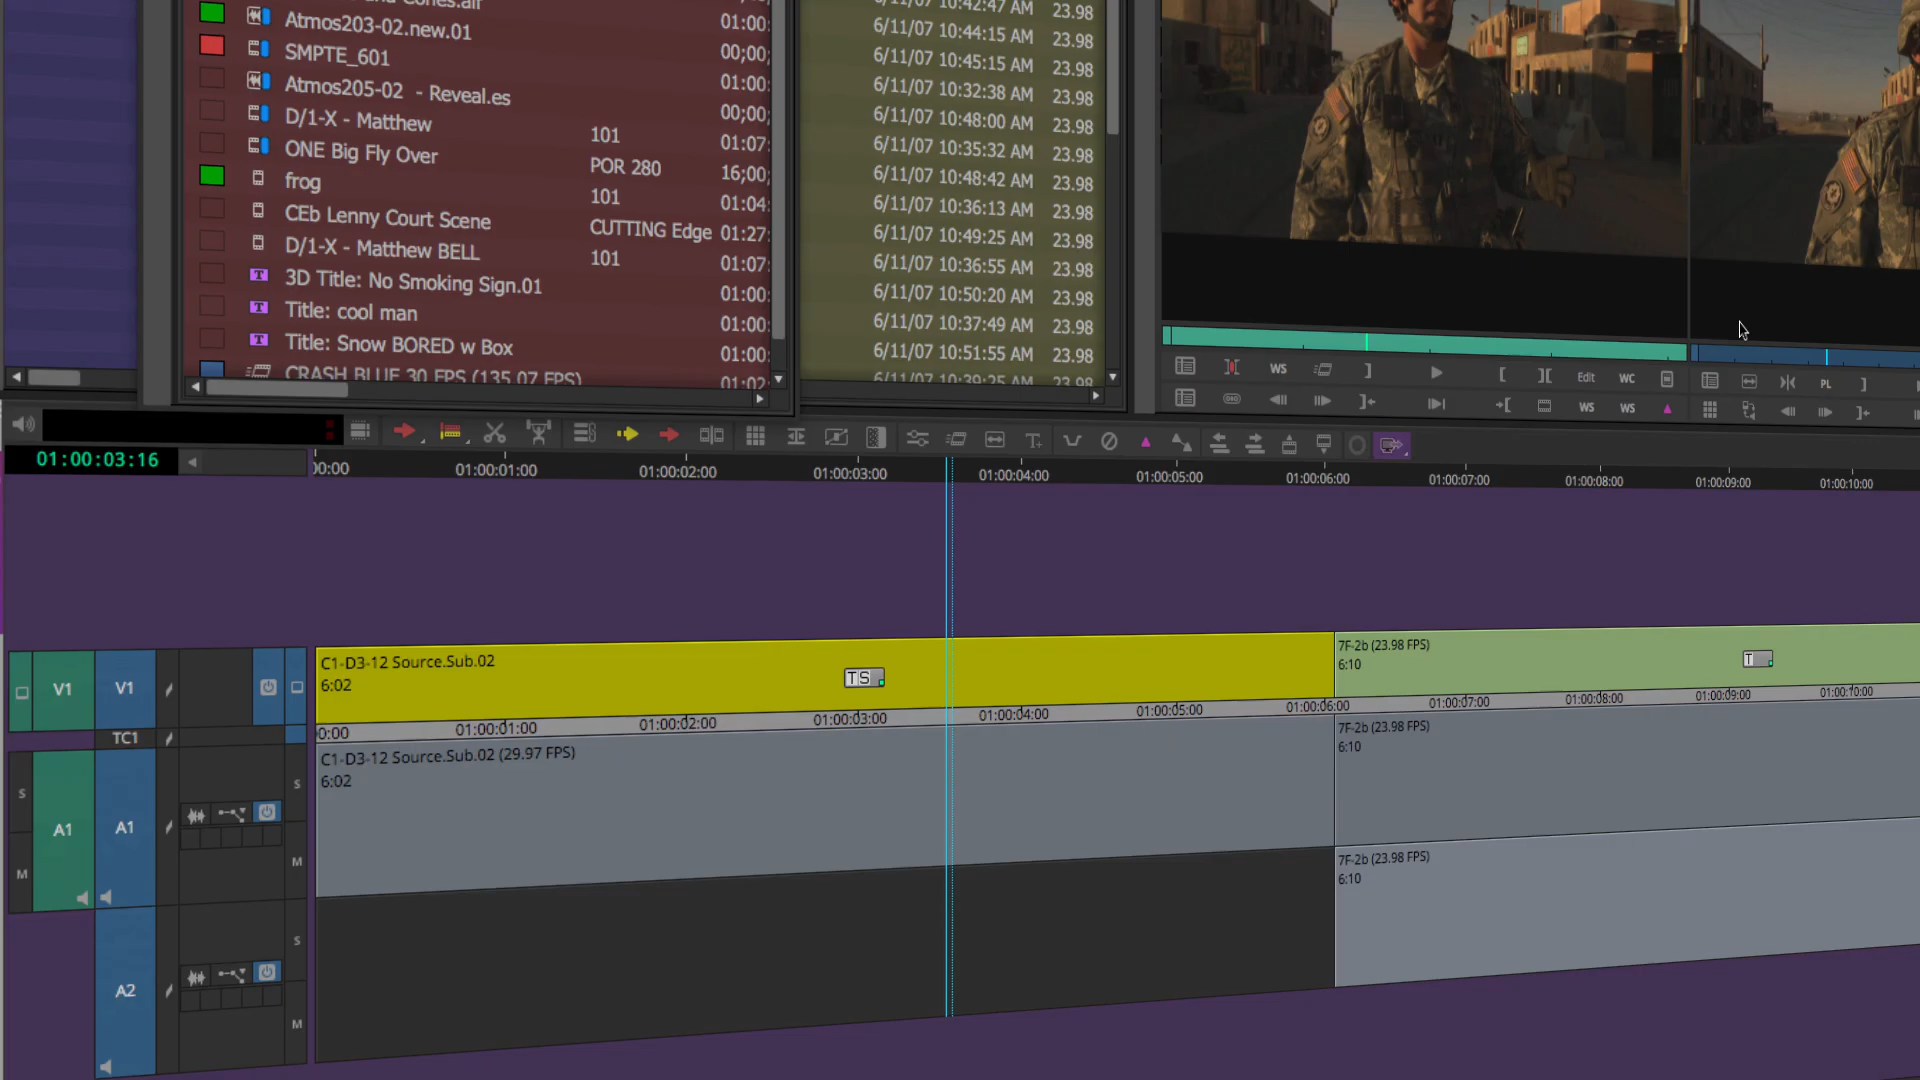 Atmos203-02.new.01 01:00:
SMPTE_601 00;00;
Atmos205-02 - Reveal.es 01:00:
D/1-X - Matthew 101 00;00;
ONE Big Fly Over POR 280 01:07:
frog 101 16;00;
CEb Lenny Court Scene CUTTING Edge 01:04:
D/1-X - Matthew BELL 101 01:27:
3D Title: No Smoking Sign.01 01:07:
Title: cool man 01:00:
Title: Snow BORED w Box 01:00:
CRASH BLUE 30 FPS (135.07 FPS) 01:00:
01:02:
6/11/07 10:42:47 AM 23.98
6/11/07 10:44:15 AM 23.98
6/11/07 10:45:15 AM 23.98
6/11/07 10:32:38 AM 23.98
6/11/07 10:48:00 AM 23.98
6/11/07 10:35:32 AM 23.98
6/11/07 10:48:42 AM 23.98
6/11/07 10:36:13 AM 23.98
6/11/07 10:49:25 AM 23.98
6/11/07 10:36:55 AM 23.98
6/11/07 10:50:20 AM 23.98
6/11/07 10:37:49 AM 23.98
6/11/07 10:51:55 AM 23.98
6/11/07 10:39:25 AM 23.98
WS Edit WC PL
WS WS
01:00:03:16
00:00 01:00:01:00 01:00:02:00 01:00:03:00 01:00:04:00 01:00:05:00 01:00:06:00 01:00:07:00 01:00:08:00 01:00:09:00 01:00:10:00
V1 V1
C1-D3-12 Source.Sub.02
6:02
TS
7F-2b (23.98 FPS)
6:10
T
TC1
0:00 01:00:01:00 01:00:02:00 01:00:03:00 01:00:04:00 01:00:05:00 01:00:06:00 01:00:07:00 01:00:08:00 01:00:09:00 01:00:10:00
S A1 A1 S
M M
C1-D3-12 Source.Sub.02 (29.97 FPS)
6:02
7F-2b (23.98 FPS)
6:10
A2 S
M
7F-2b (23.98 FPS)
6:10